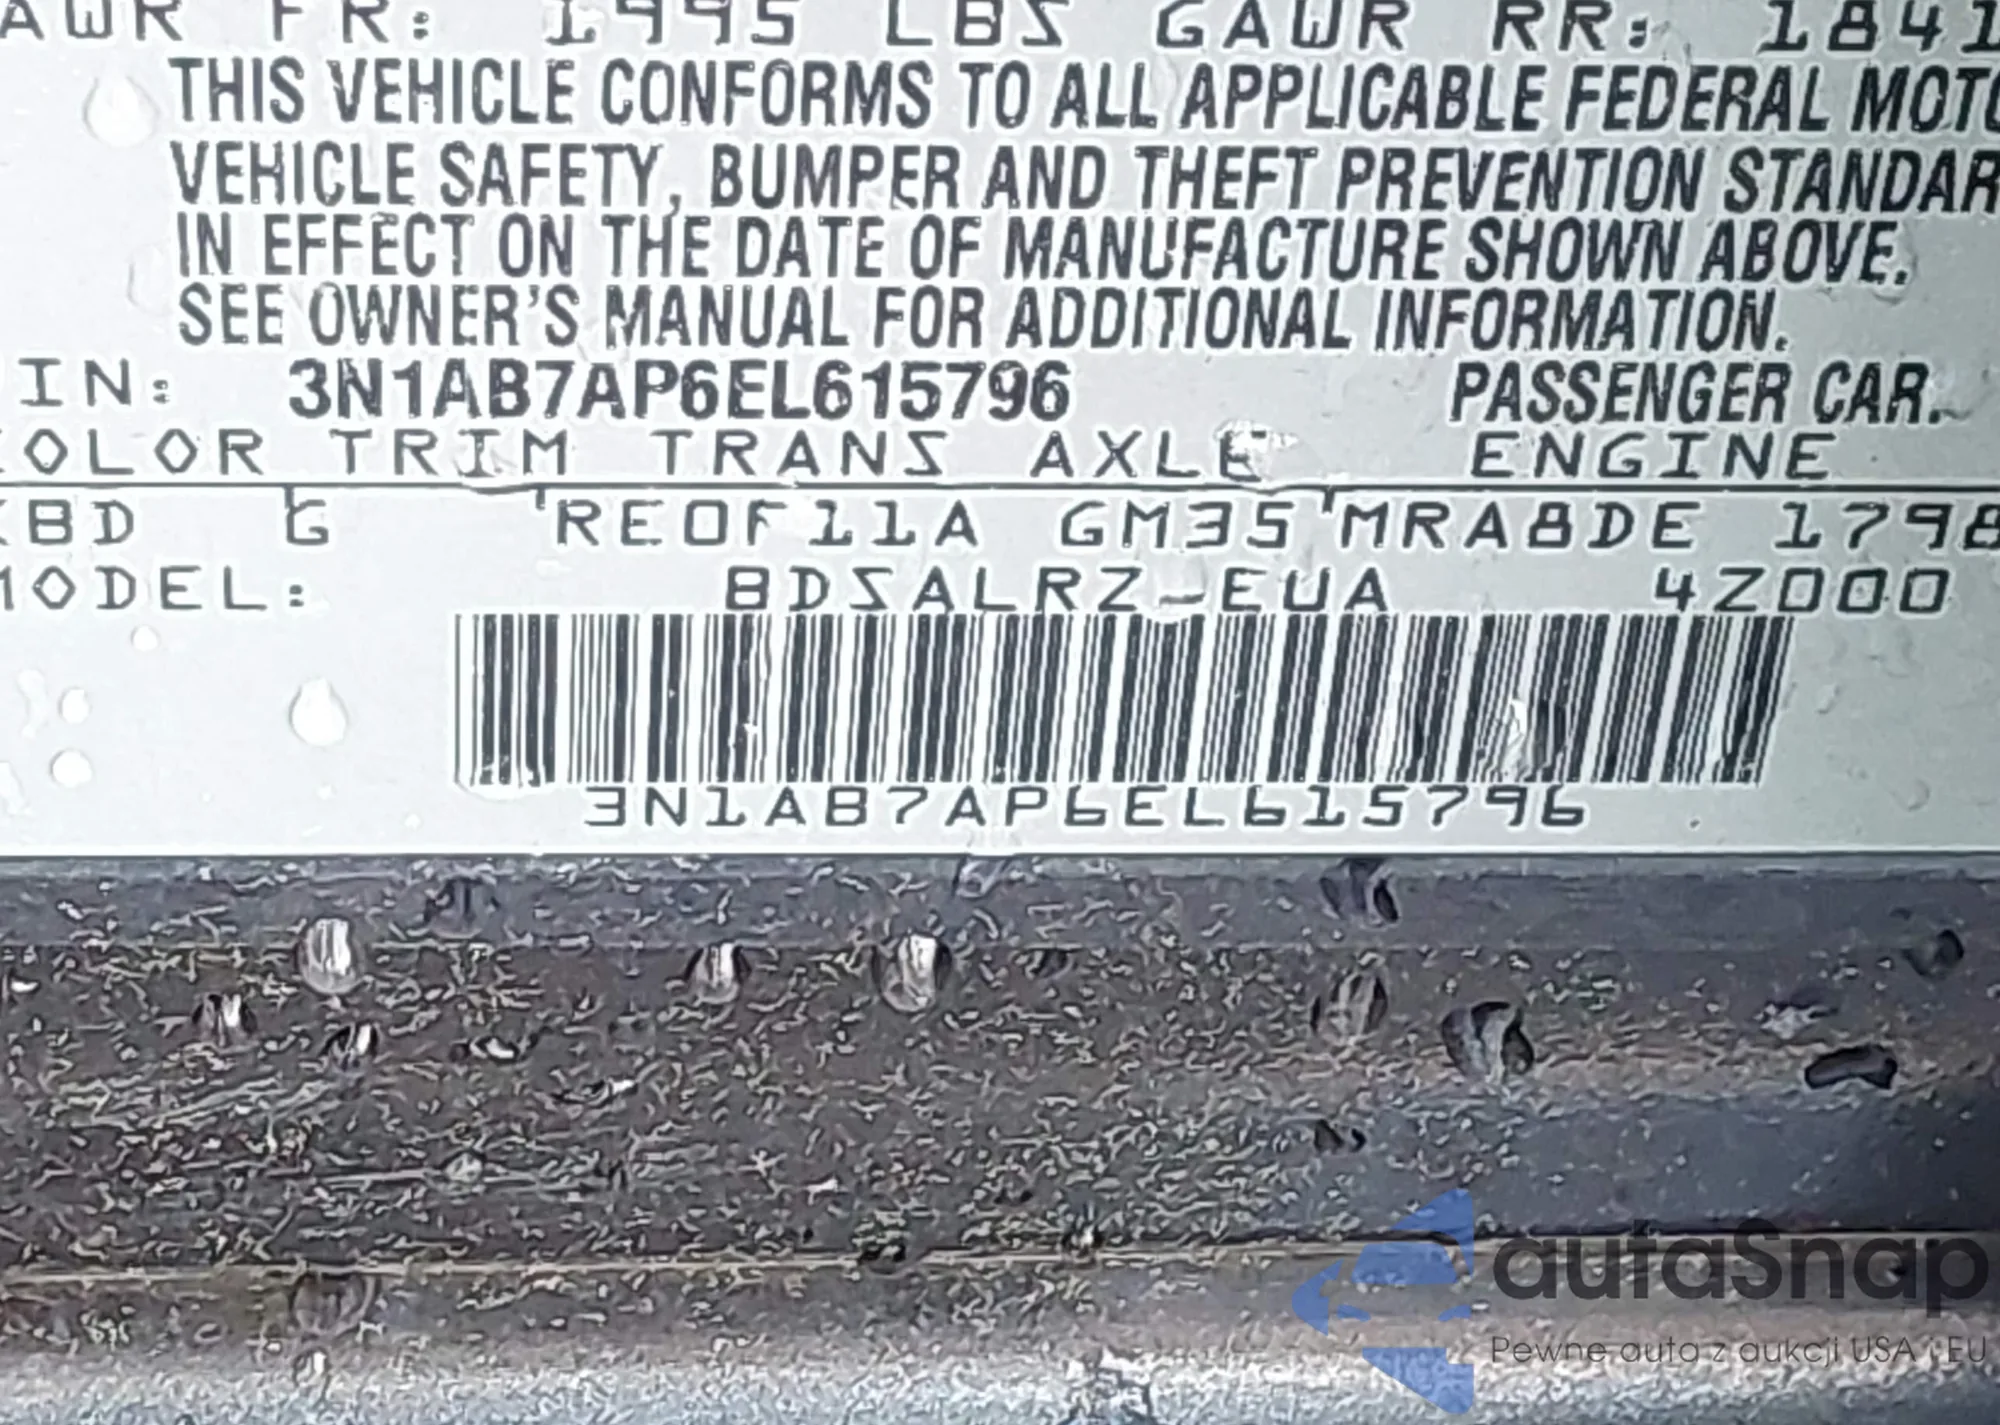 AWR FR: 1995 LBS GAWR RR: 1841
THIS VEHICLE CONFORMS TO ALL APPLICABLE FEDERAL MOTO
VEHICLE SAFETY, BUMPER AND THEFT PREVENTION STANDAR
IN EFFECT ON THE DATE OF MANUFACTURE SHOWN ABOVE.
SEE OWNER'S MANUAL FOR ADDITIONAL INFORMATION.
IN: 3N1AB7AP6EL615796 PASSENGER CAR.
OLOR TRIM TRANS AXLE ENGINE
KBD G RE0F11A GM35 MRA8DE 1798
MODEL: BDSALRZ-EUA 4Z000
3N1AB7AP6EL615796
autaSnap
Pewne auta z aukcji USA i EU